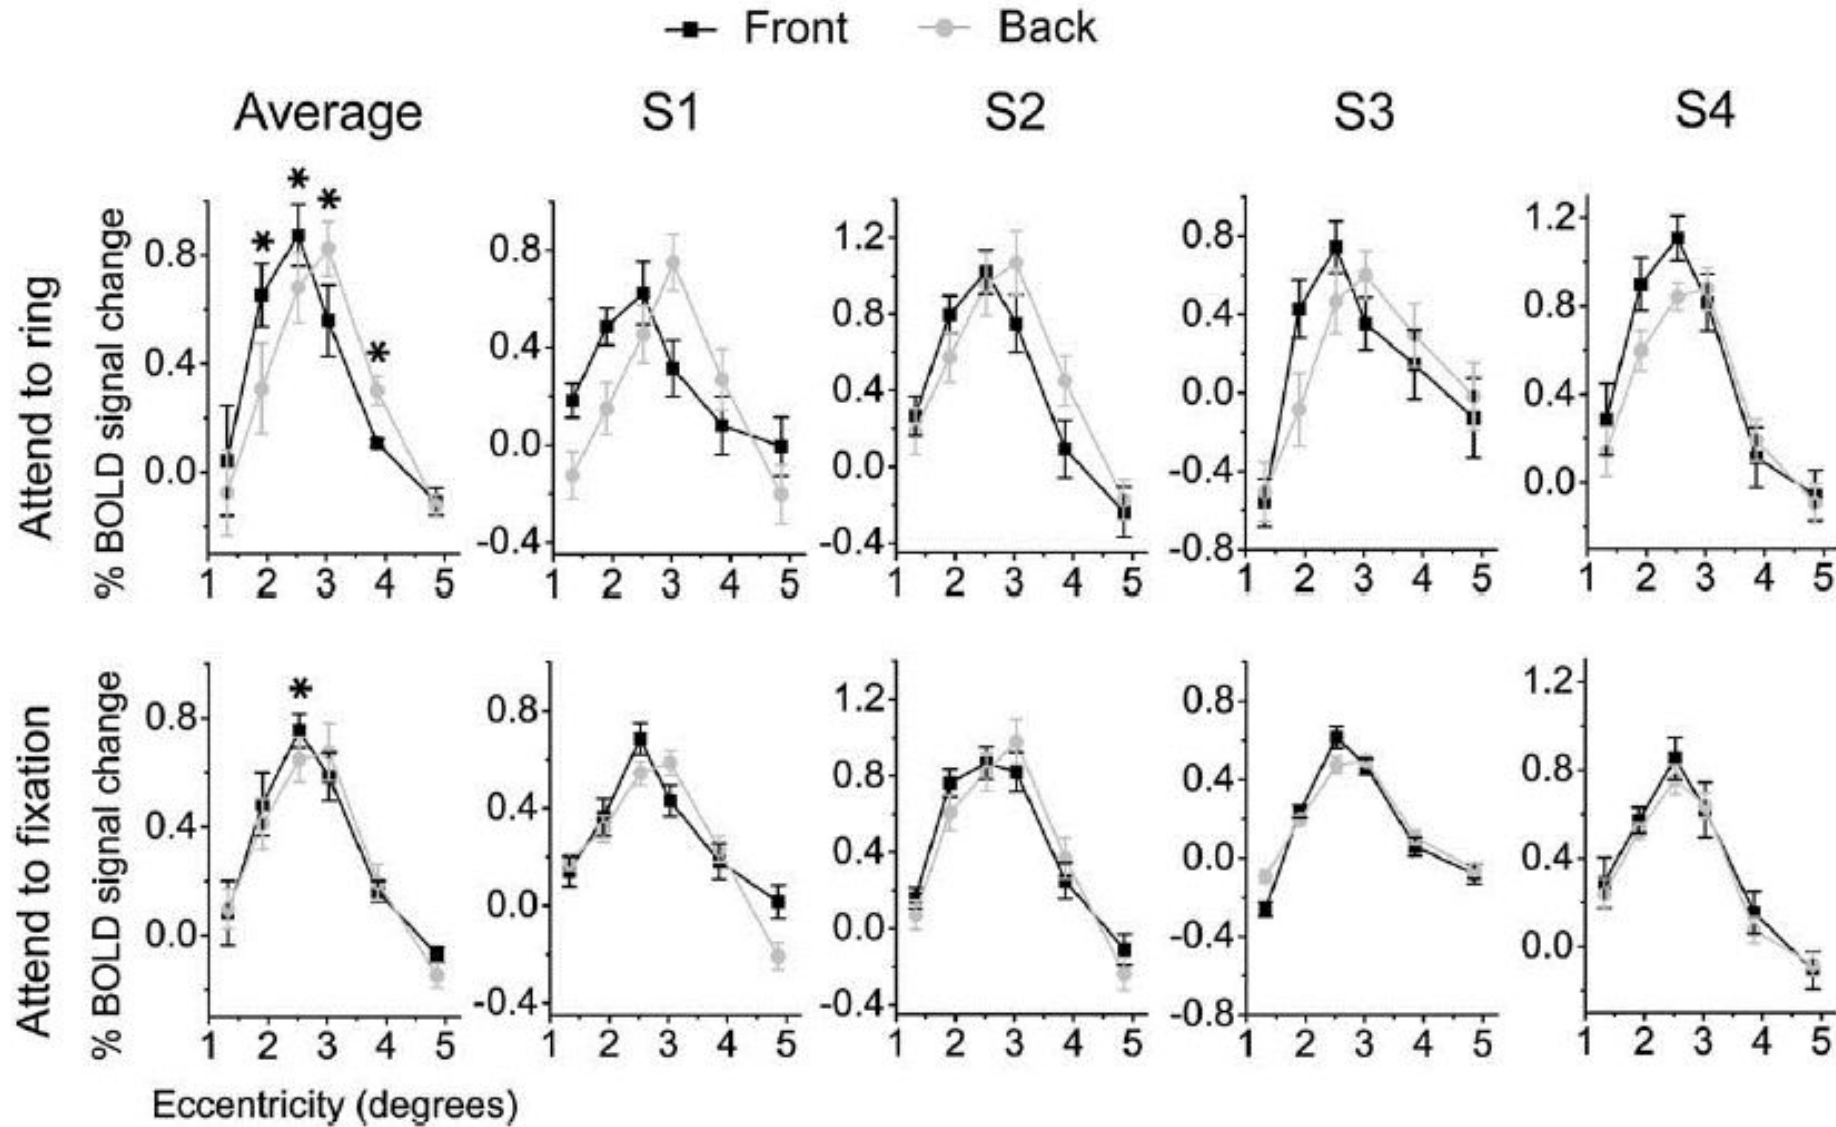 Front Back
Average S1 S2 S3 S4
* * * *
Attend to ring
% BOLD signal change
0.8 0.4 0.0
1 2 3 4 5
0.8 0.4 0.0 -0.4
1 2 3 4 5
1.2 0.8 0.4 0.0 -0.4
1 2 3 4 5
0.8 0.4 0.0 -0.4 -0.8
1 2 3 4 5
1.2 0.8 0.4 0.0
1 2 3 4 5
*
Attend to fixation
% BOLD signal change
0.8 0.4 0.0
1 2 3 4 5
0.8 0.4 0.0 -0.4
1 2 3 4 5
1.2 0.8 0.4 0.0 -0.4
1 2 3 4 5
0.8 0.4 0.0 -0.4 -0.8
1 2 3 4 5
1.2 0.8 0.4 0.0
1 2 3 4 5
Eccentricity (degrees)